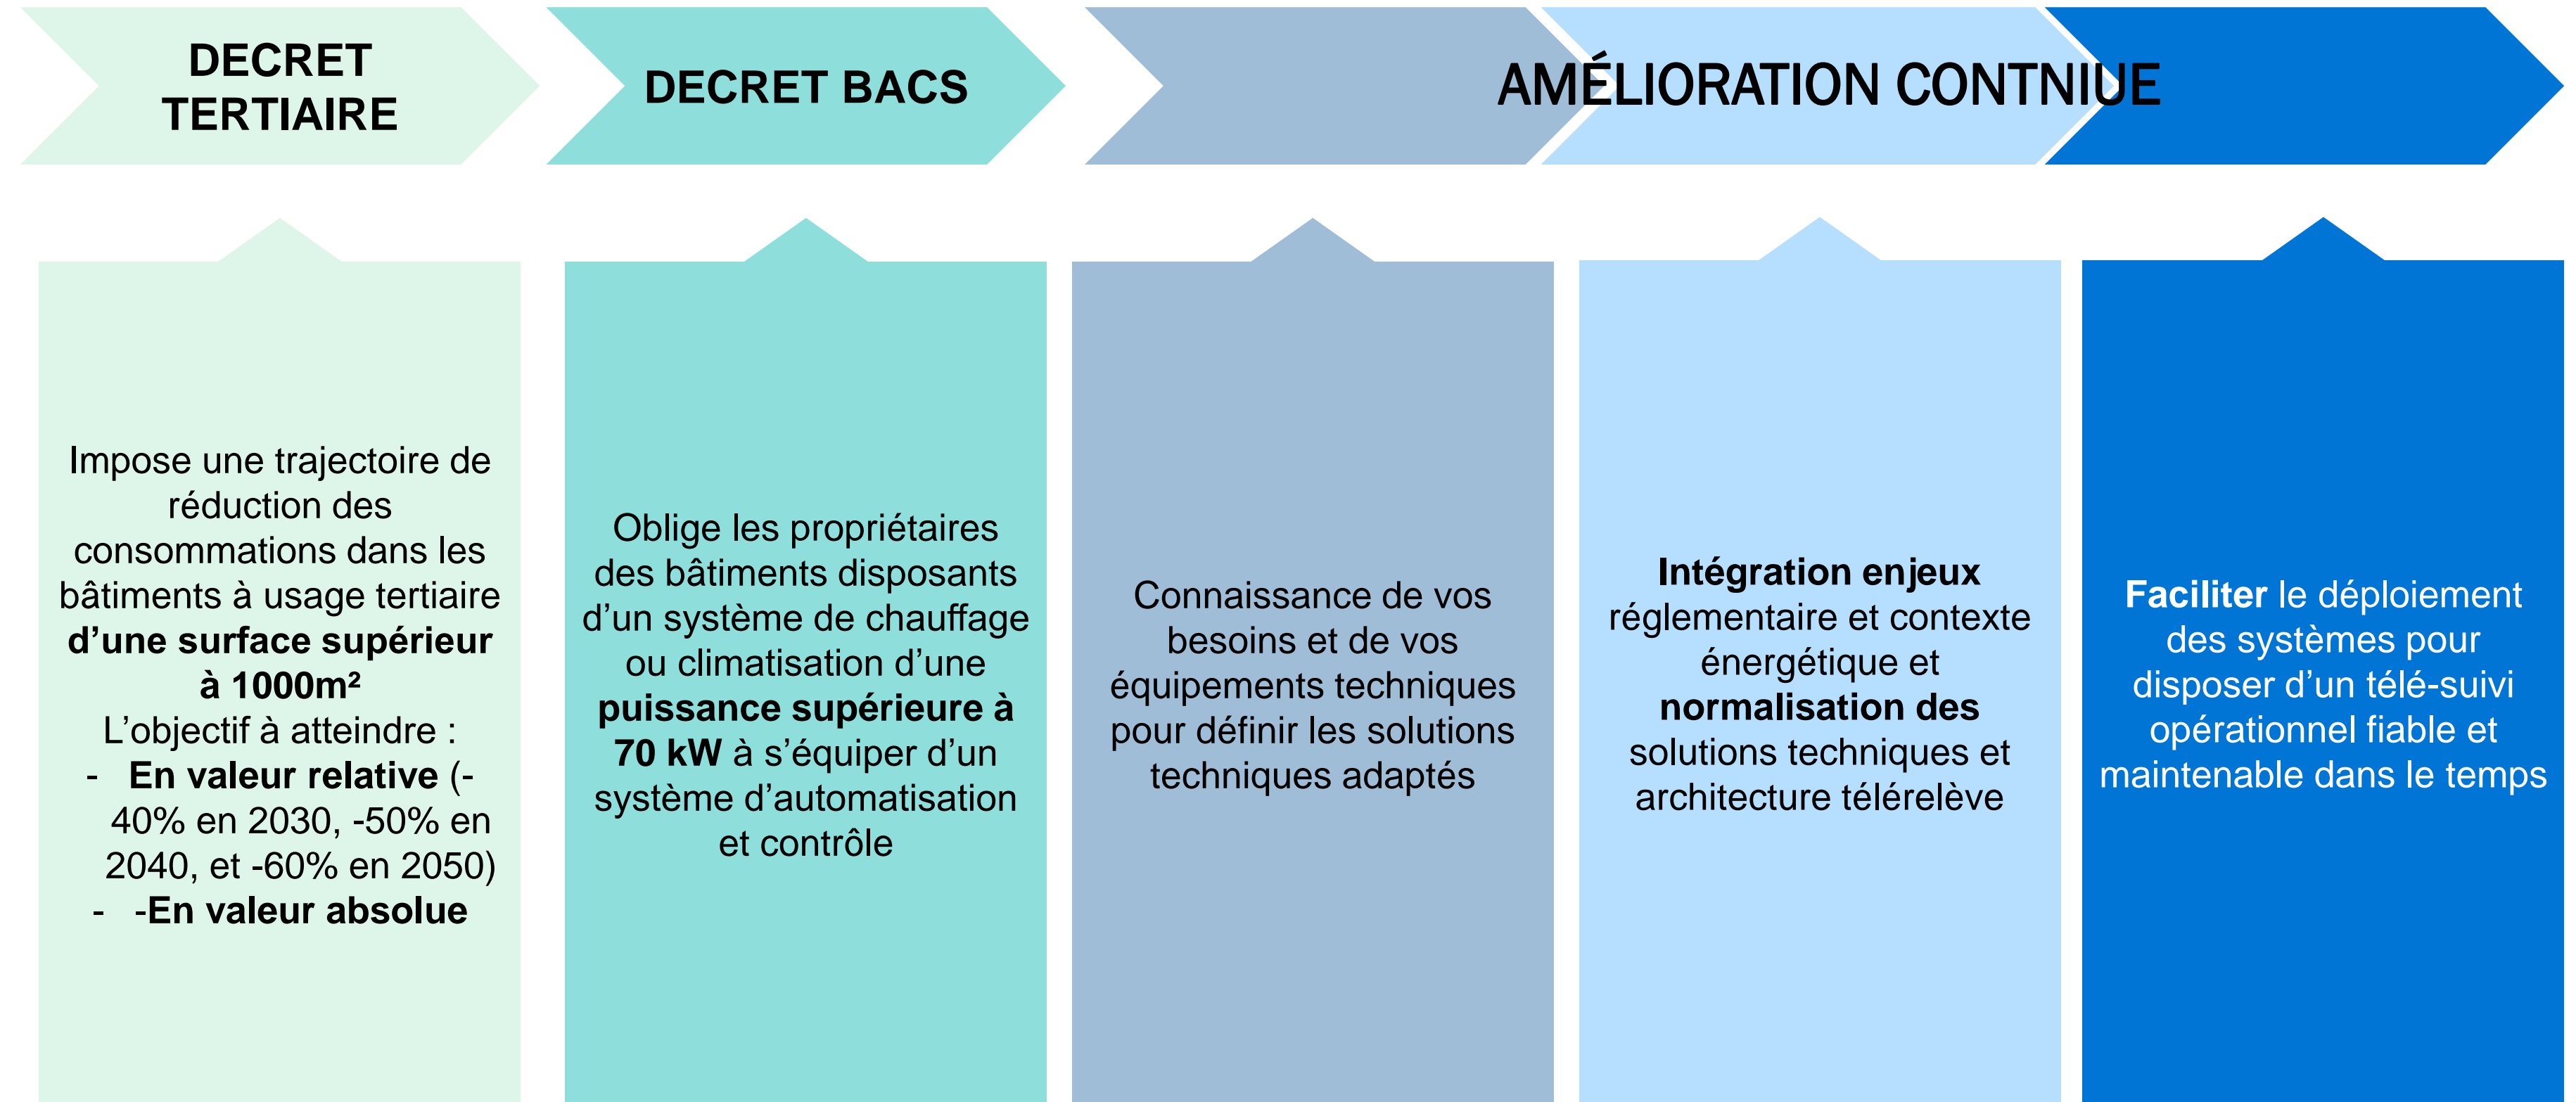 DECRET
TERTIAIRE
DECRET BACS
AMÉLIORATION CONTNIUE
Impose une trajectoire de
réduction des
consommations dans les
bâtiments à usage tertiaire
d’une surface supérieur
à 1000m²
L’objectif à atteindre :
- En valeur relative (-
40% en 2030, -50% en
2040, et -60% en 2050)
- -En valeur absolue
Oblige les propriétaires
des bâtiments disposants
d’un système de chauffage
ou climatisation d’une
puissance supérieure à
70 kW à s’équiper d’un
système d’automatisation
et contrôle
Connaissance de vos
besoins et de vos
équipements techniques
pour définir les solutions
techniques adaptés
Intégration enjeux
réglementaire et contexte
énergétique et
normalisation des
solutions techniques et
architecture télérelève
Faciliter le déploiement
des systèmes pour
disposer d’un télé-suivi
opérationnel fiable et
maintenable dans le temps